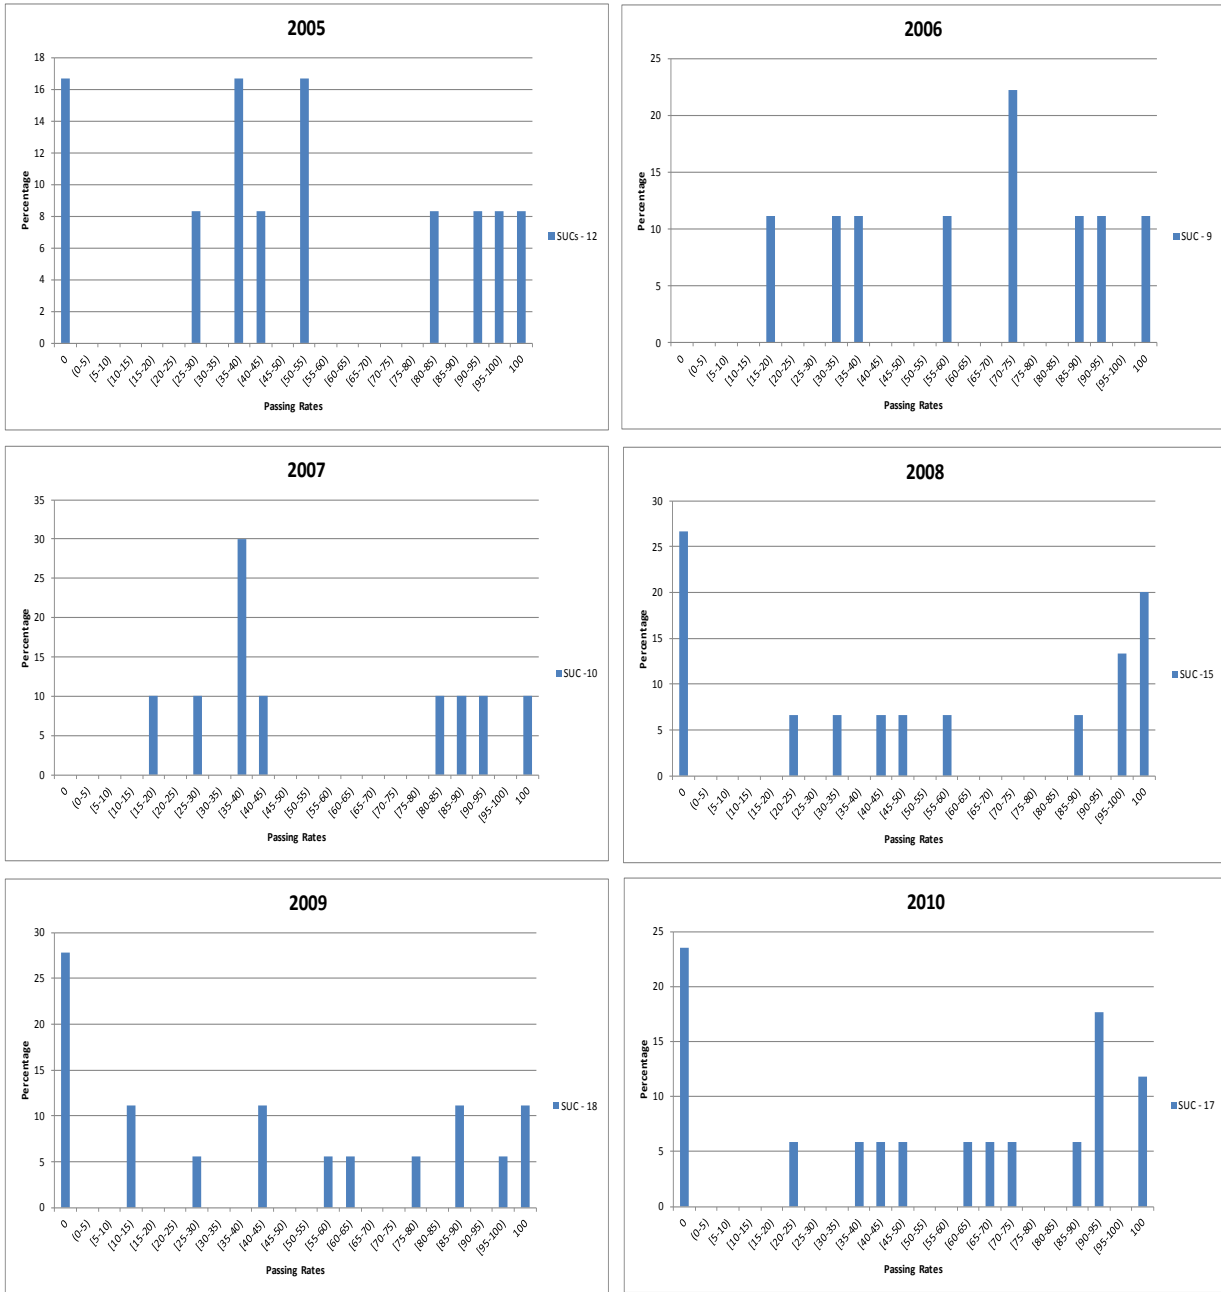 2005
18
16
14
12
10
8
6
4
2
0
Percentage
SUCs - 12
0 (0-5) [5-10) [10-15) [15-20) [20-25) [25-30) [30-35) [35-40) [40-45) [45-50) [50-55) [55-60) [60-65) [65-70) [70-75) [75-80) [80-85) [85-90) [90-95) [95-100) 100
Passing Rates
2006
25
20
15
10
5
0
Percentage
SUC - 9
0 (0-5) [5-10) [10-15) [15-20) [20-25) [25-30) [30-35) [35-40) [40-45) [45-50) [50-55) [55-60) [60-65) [65-70) [70-75) [75-80) [80-85) [85-90) [90-95) [95-100) 100
Passing Rates
2007
35
30
25
20
15
10
5
0
Percentage
SUC -10
0 (0-5) [5-10) [10-15) [15-20) [20-25) [25-30) [30-35) [35-40) [40-45) [45-50) [50-55) [55-60) [60-65) [65-70) [70-75) [75-80) [80-85) [85-90) [90-95) [95-100) 100
Passing Rates
2008
30
25
20
15
10
5
0
Percentage
SUC -15
0 (0-5) [5-10) [10-15) [15-20) [20-25) [25-30) [30-35) [35-40) [40-45) [45-50) [50-55) [55-60) [60-65) [65-70) [70-75) [75-80) [80-85) [85-90) [90-95) [95-100) 100
Passing Rates
2009
30
25
20
15
10
5
0
Percentage
SUC - 18
0 (0-5) [5-10) [10-15) [15-20) [20-25) [25-30) [30-35) [35-40) [40-45) [45-50) [50-55) [55-60) [60-65) [65-70) [70-75) [75-80) [80-85) [85-90) [90-95) [95-100) 100
Passing Rates
2010
25
20
15
10
5
0
Percentage
SUC - 17
0 (0-5) [5-10) [10-15) [15-20) [20-25) [25-30) [30-35) [35-40) [40-45) [45-50) [50-55) [55-60) [60-65) [65-70) [70-75) [75-80) [80-85) [85-90) [90-95) [95-100) 100
Passing Rates